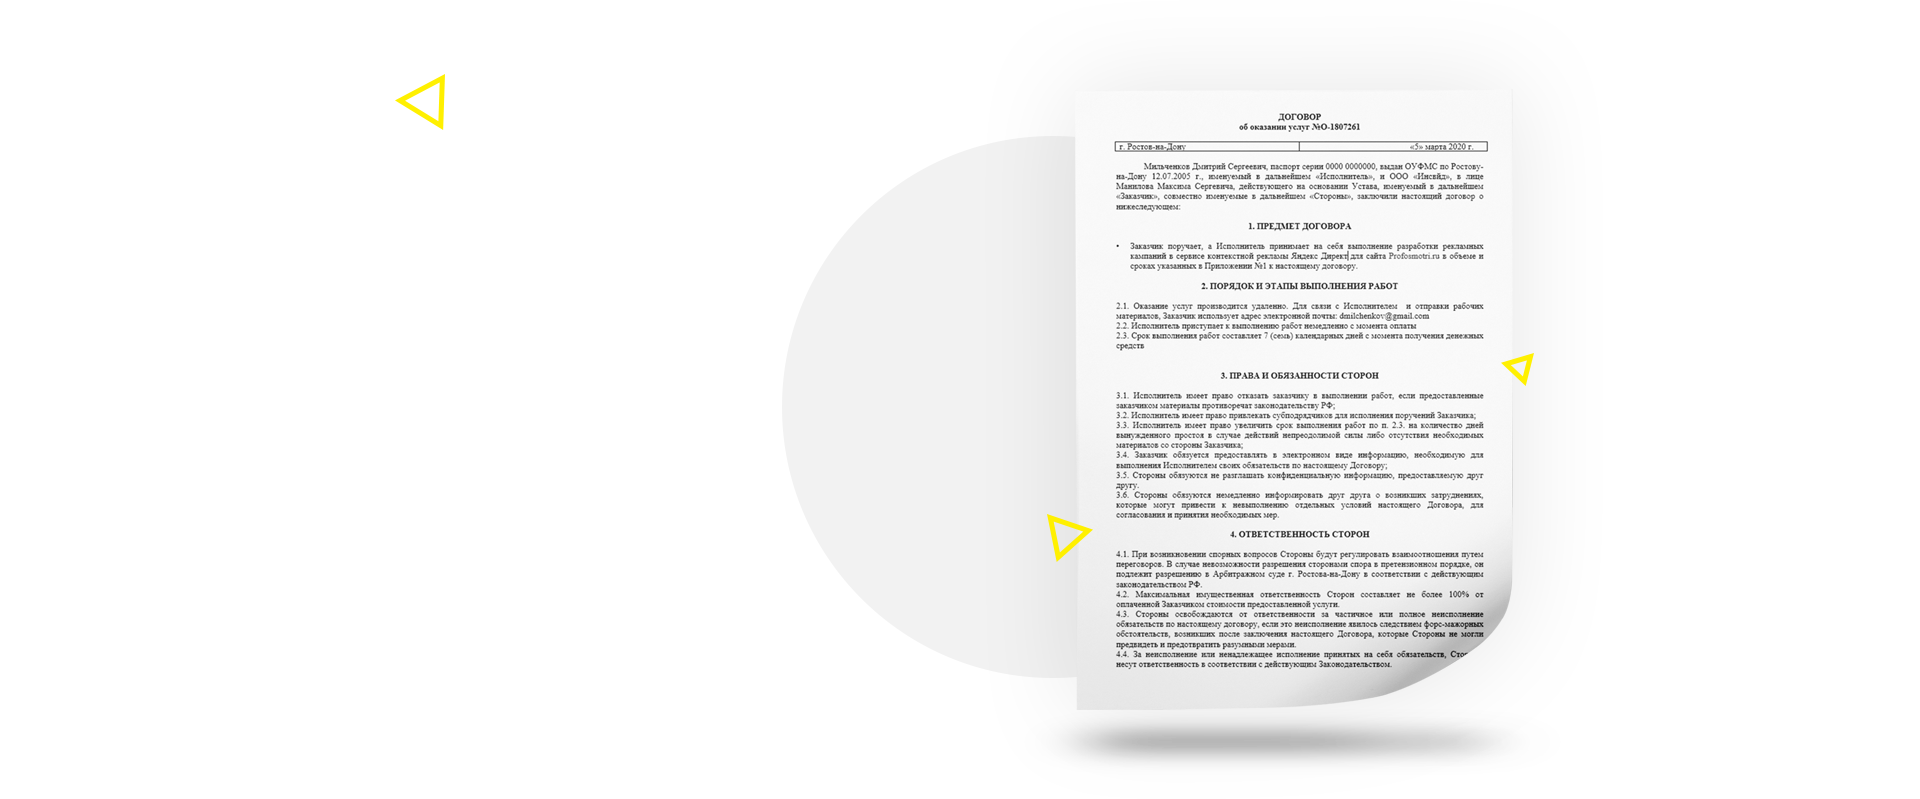 ДОГОВОР
об оказании услуг №О-1807261
г. Ростов-на-Дону «5» марта 2020 г.
Мильченков Дмитрий Сергеевич, паспорт серии 0000 0000000, выдан ОУФМС по Ростову-
на-Дону 12.07.2005 г., именуемый в дальнейшем «Исполнитель», и ООО «Инсвйд», в лице
Манилова Максима Сергевича, действующего на основании Устава, именуемый в дальнейшем
«Заказчик», совместно именуемые в дальнейшем «Стороны», заключили настоящий договор о
нижеследующем:
1. ПРЕДМЕТ ДОГОВОРА
• Заказчик поручает, а Исполнитель принимает на себя выполнение разработки рекламных
кампаний в сервисе контекстной рекламы Яндекс Директ для сайта Profosmotri.ru в объеме и
сроках указанных в Приложении №1 к настоящему договору.
2. ПОРЯДОК И ЭТАПЫ ВЫПОЛНЕНИЯ РАБОТ
2.1. Оказание услуг производится удаленно. Для связи с Исполнителем и отправки рабочих
материалов, Заказчик использует адрес электронной почты: dmilchenkov@gmail.com
2.2. Исполнитель приступает к выполнению работ немедленно с момента оплаты
2.3. Срок выполнения работ составляет 7 (семь) календарных дней с момента получения денежных
средств
3. ПРАВА И ОБЯЗАННОСТИ СТОРОН
3.1. Исполнитель имеет право отказать заказчику в выполнении работ, если предоставленные
заказчиком материалы противоречат законодательству РФ;
3.2. Исполнитель имеет право привлекать субподрядчиков для исполнения поручений Заказчика;
3.3. Исполнитель имеет право увеличить срок выполнения работ по п. 2.3. на количество дней
вынужденного простоя в случае действий непреодолимой силы либо отсутствия необходимых
материалов со стороны Заказчика;
3.4. Заказчик обязуется предоставлять в электронном виде информацию, необходимую для
выполнения Исполнителем своих обязательств по настоящему Договору;
3.5. Стороны обязуются не разглашать конфиденциальную информацию, предоставляемую друг
другу.
3.6. Стороны обязуются немедленно информировать друг друга о возникших затруднениях,
которые могут привести к невыполнению отдельных условий настоящего Договора, для
согласования и принятия необходимых мер.
4. ОТВЕТСТВЕННОСТЬ СТОРОН
4.1. При возникновении спорных вопросов Стороны будут регулировать взаимоотношения путем
переговоров. В случае невозможности разрешения сторонами спора в претензионном порядке, он
подлежит разрешению в Арбитражном суде г. Ростова-на-Дону в соответствии с действующим
законодательством РФ.
4.2. Максимальная имущественная ответственность Сторон составляет не более 100% от
оплаченной Заказчиком стоимости предоставленной услуги.
4.3. Стороны освобождаются от ответственности за частичное или полное неисполнение
обязательств по настоящему договору, если это неисполнение явилось следствием форс-мажорных
обстоятельств, возникших после заключения настоящего Договора, которые Стороны не могли
предвидеть и предотвратить разумными мерами.
4.4. За неисполнение или ненадлежащее исполнение принятых на себя обязательств,
несут ответственность в соответствии с действующим Законодательством.